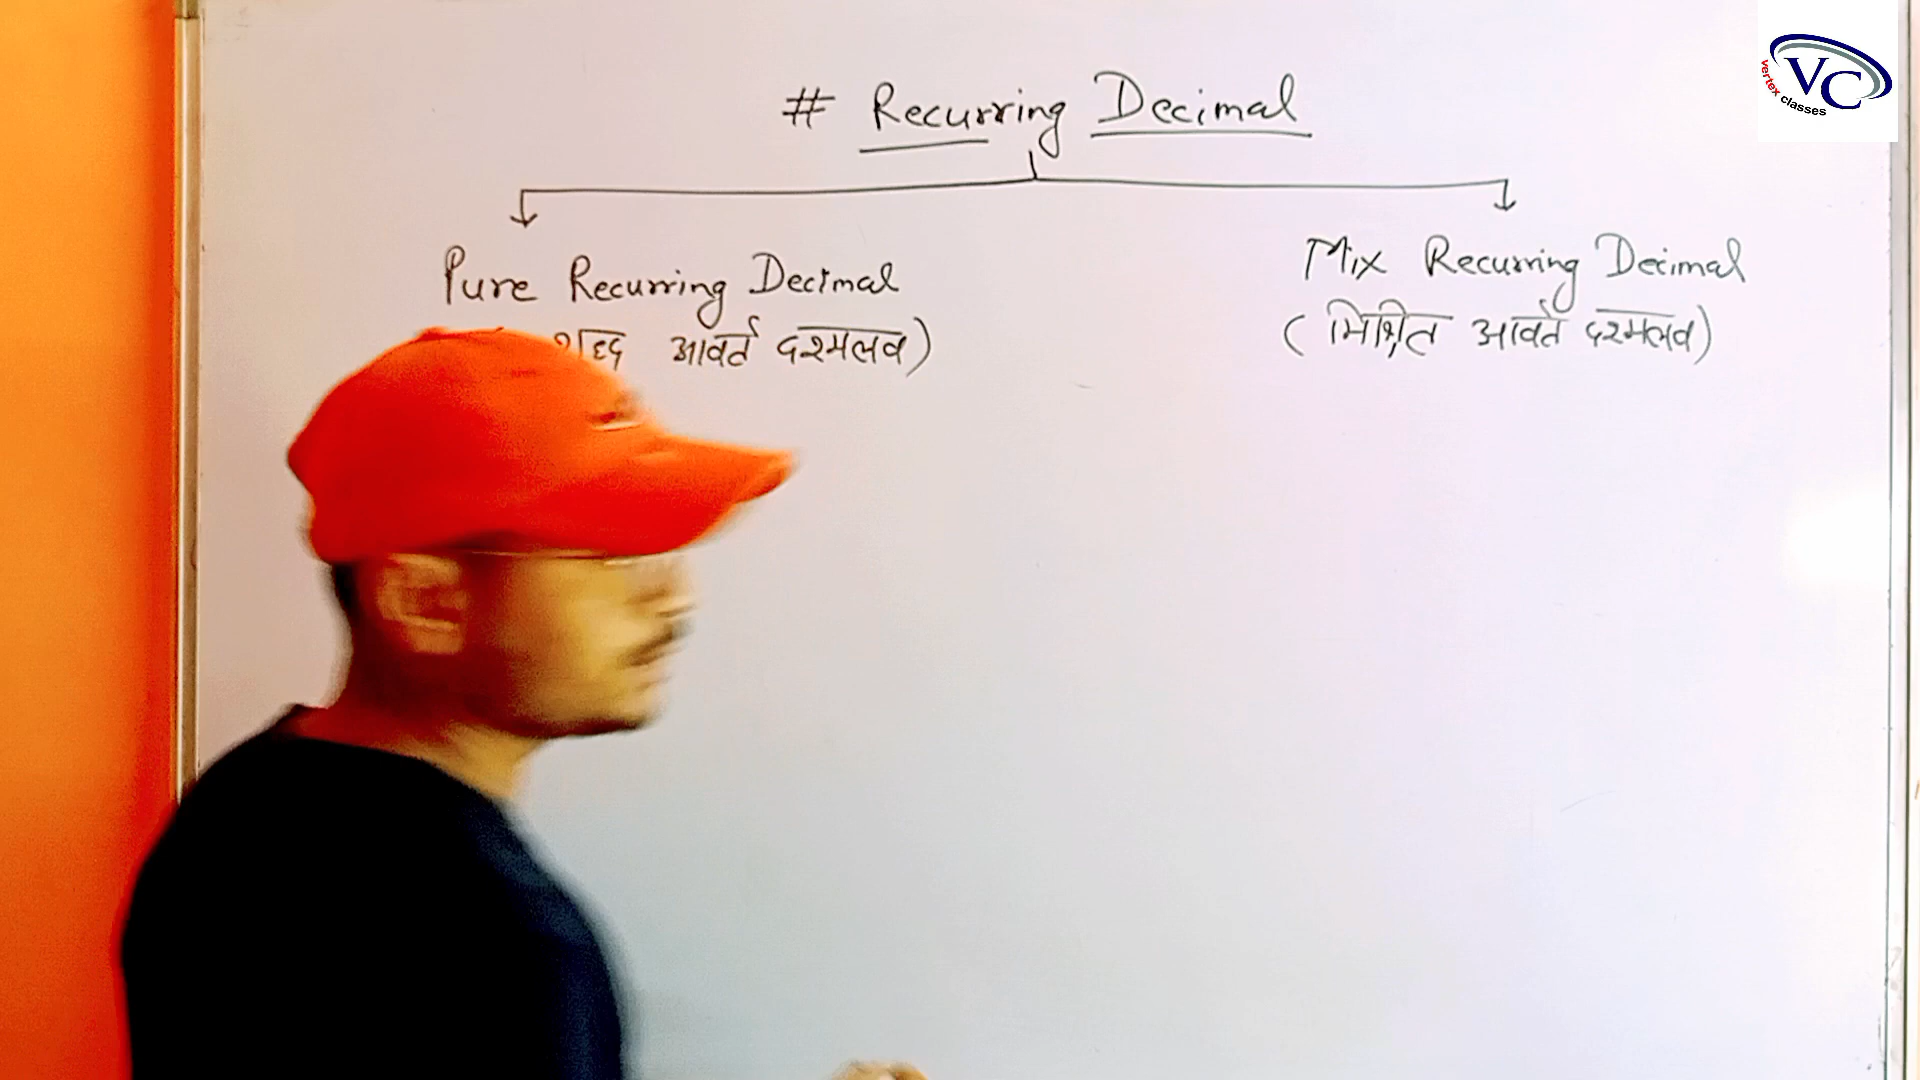 # Recurring Decimal
Pure Recurring Decimal
आवर्त दशमलव)
Mix Recurring Decimal
(मिश्रित आवर्त दशमलव)
VC
vertex classes